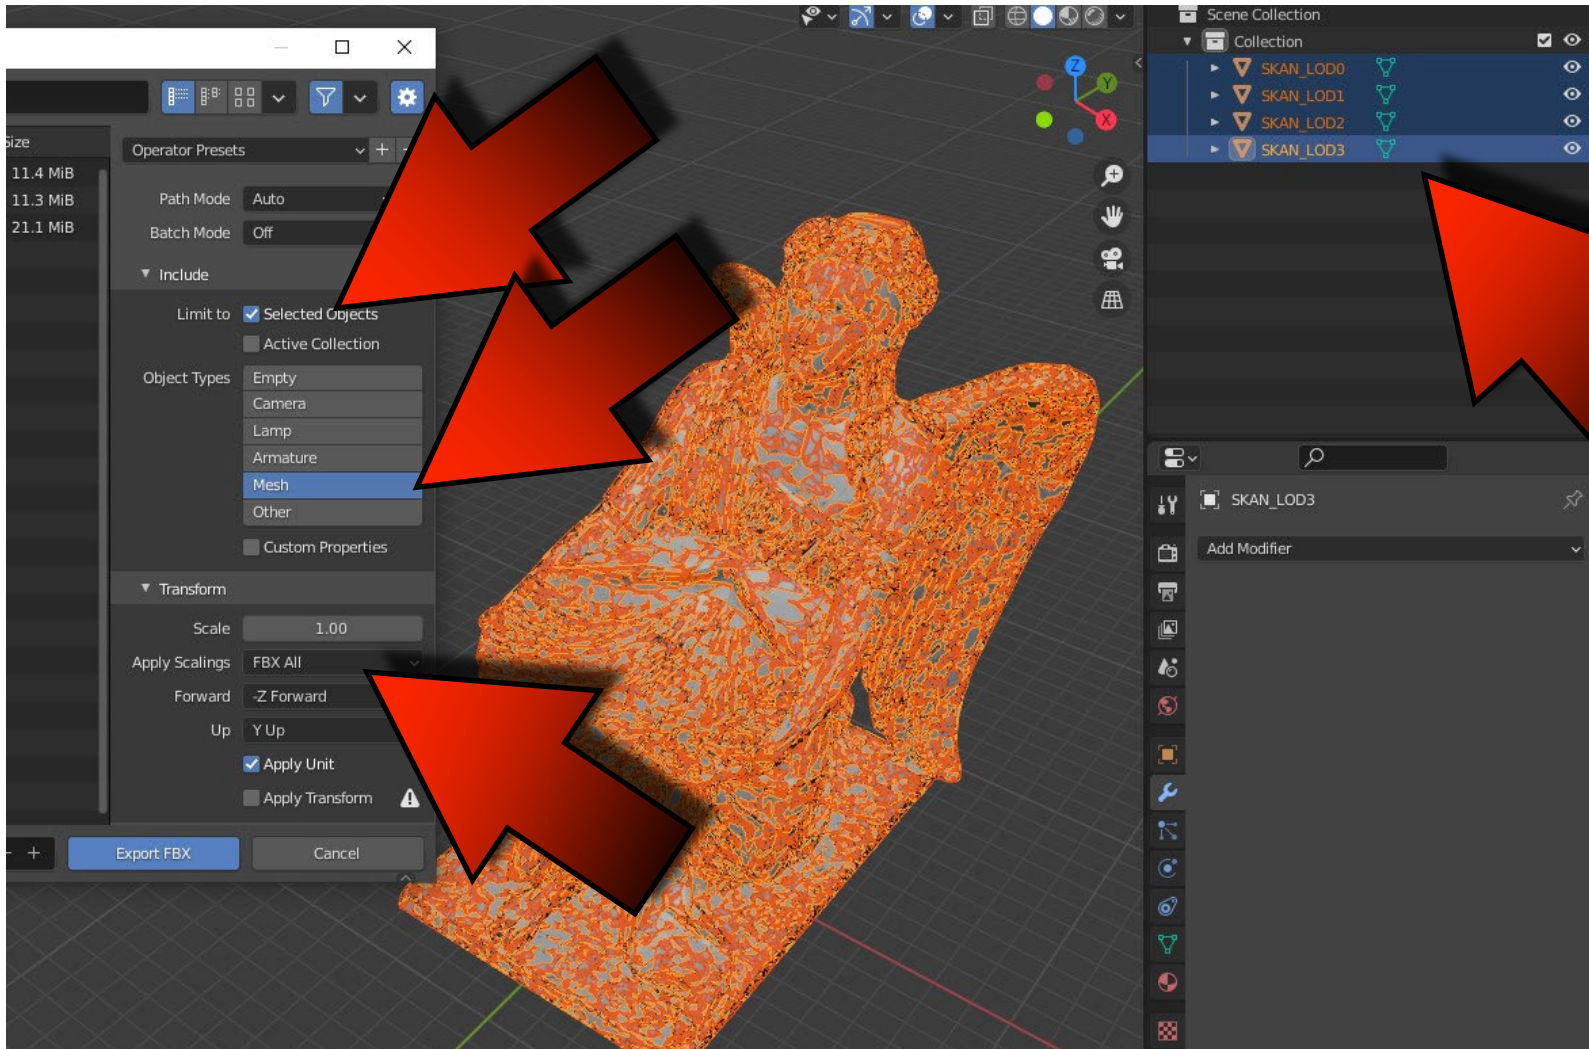 Size
11.4 MiB
11.3 MiB
21.1 MiB
Operator Presets
Path Mode Auto
Batch Mode Off
Include
Limit to Selected Objects
Active Collection
Object Types Empty
Camera
Lamp
Armature
Mesh
Other
Custom Properties
Transform
Scale 1.00
Apply Scalings FBX All
Forward -Z Forward
Up Y Up
Apply Unit
Apply Transform
Export FBX Cancel
Z
Y
X
Scene Collection
Collection
SKAN_LOD0
SKAN_LOD1
SKAN_LOD2
SKAN_LOD3
SKAN_LOD3
Add Modifier